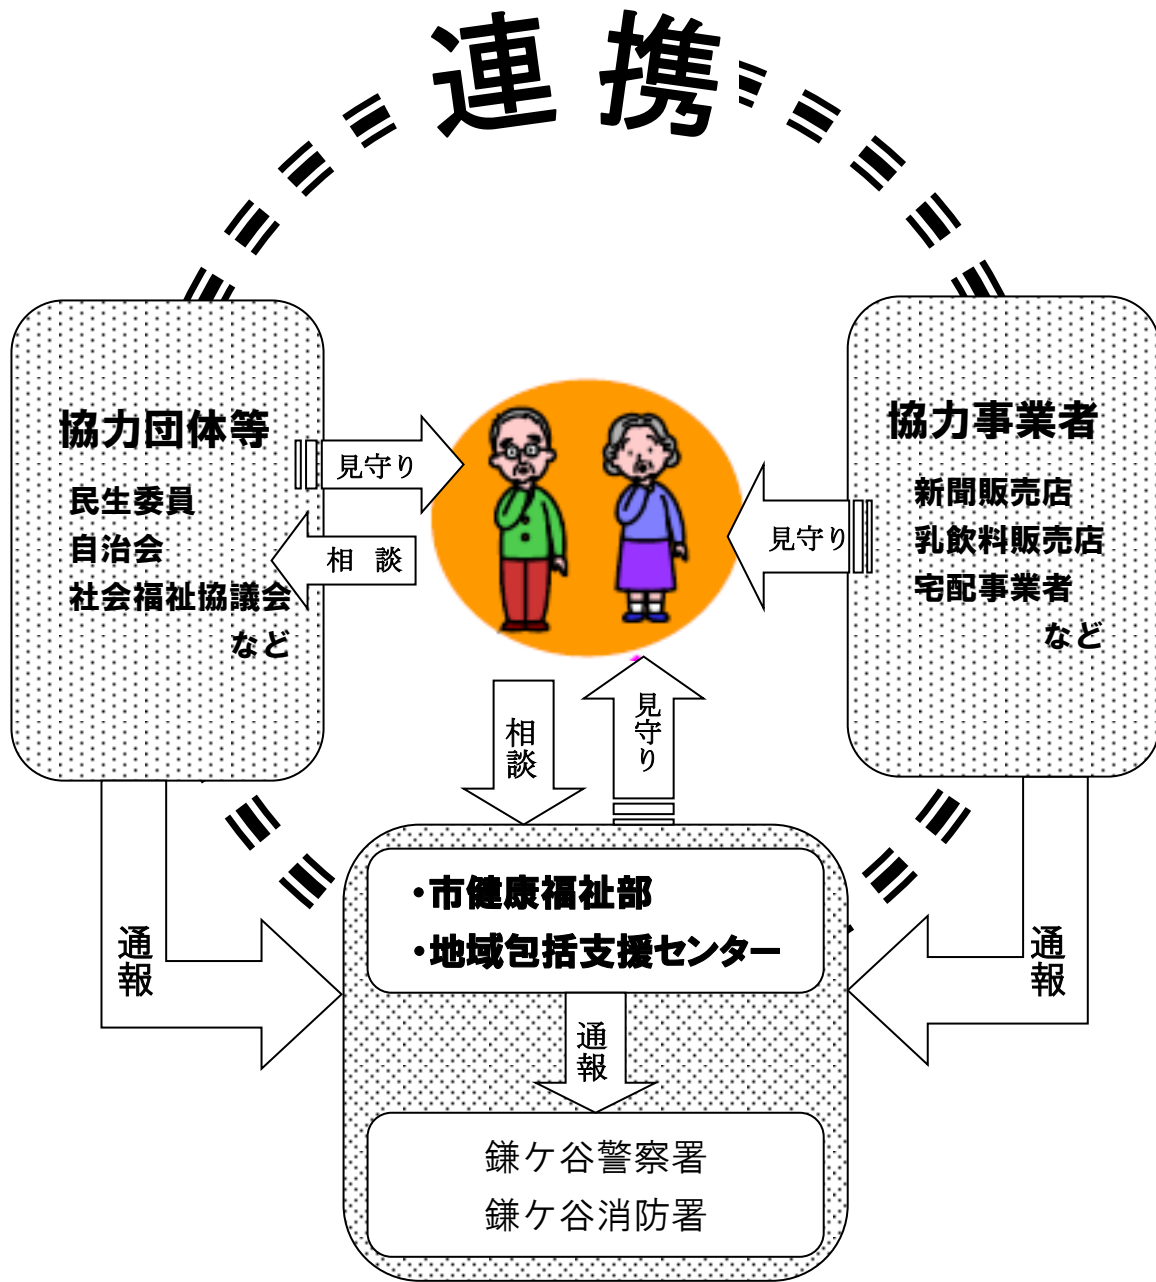 連携
協力団体等
民生委員
自治会
社会福祉協議会
など
見守り
相談
協力事業者
新聞販売店
乳飲料販売店
宅配事業者
など
見守り
相談
見守り
通報
通報
・市健康福祉部
・地域包括支援センター
通報
鎌ケ谷警察署
鎌ケ谷消防署